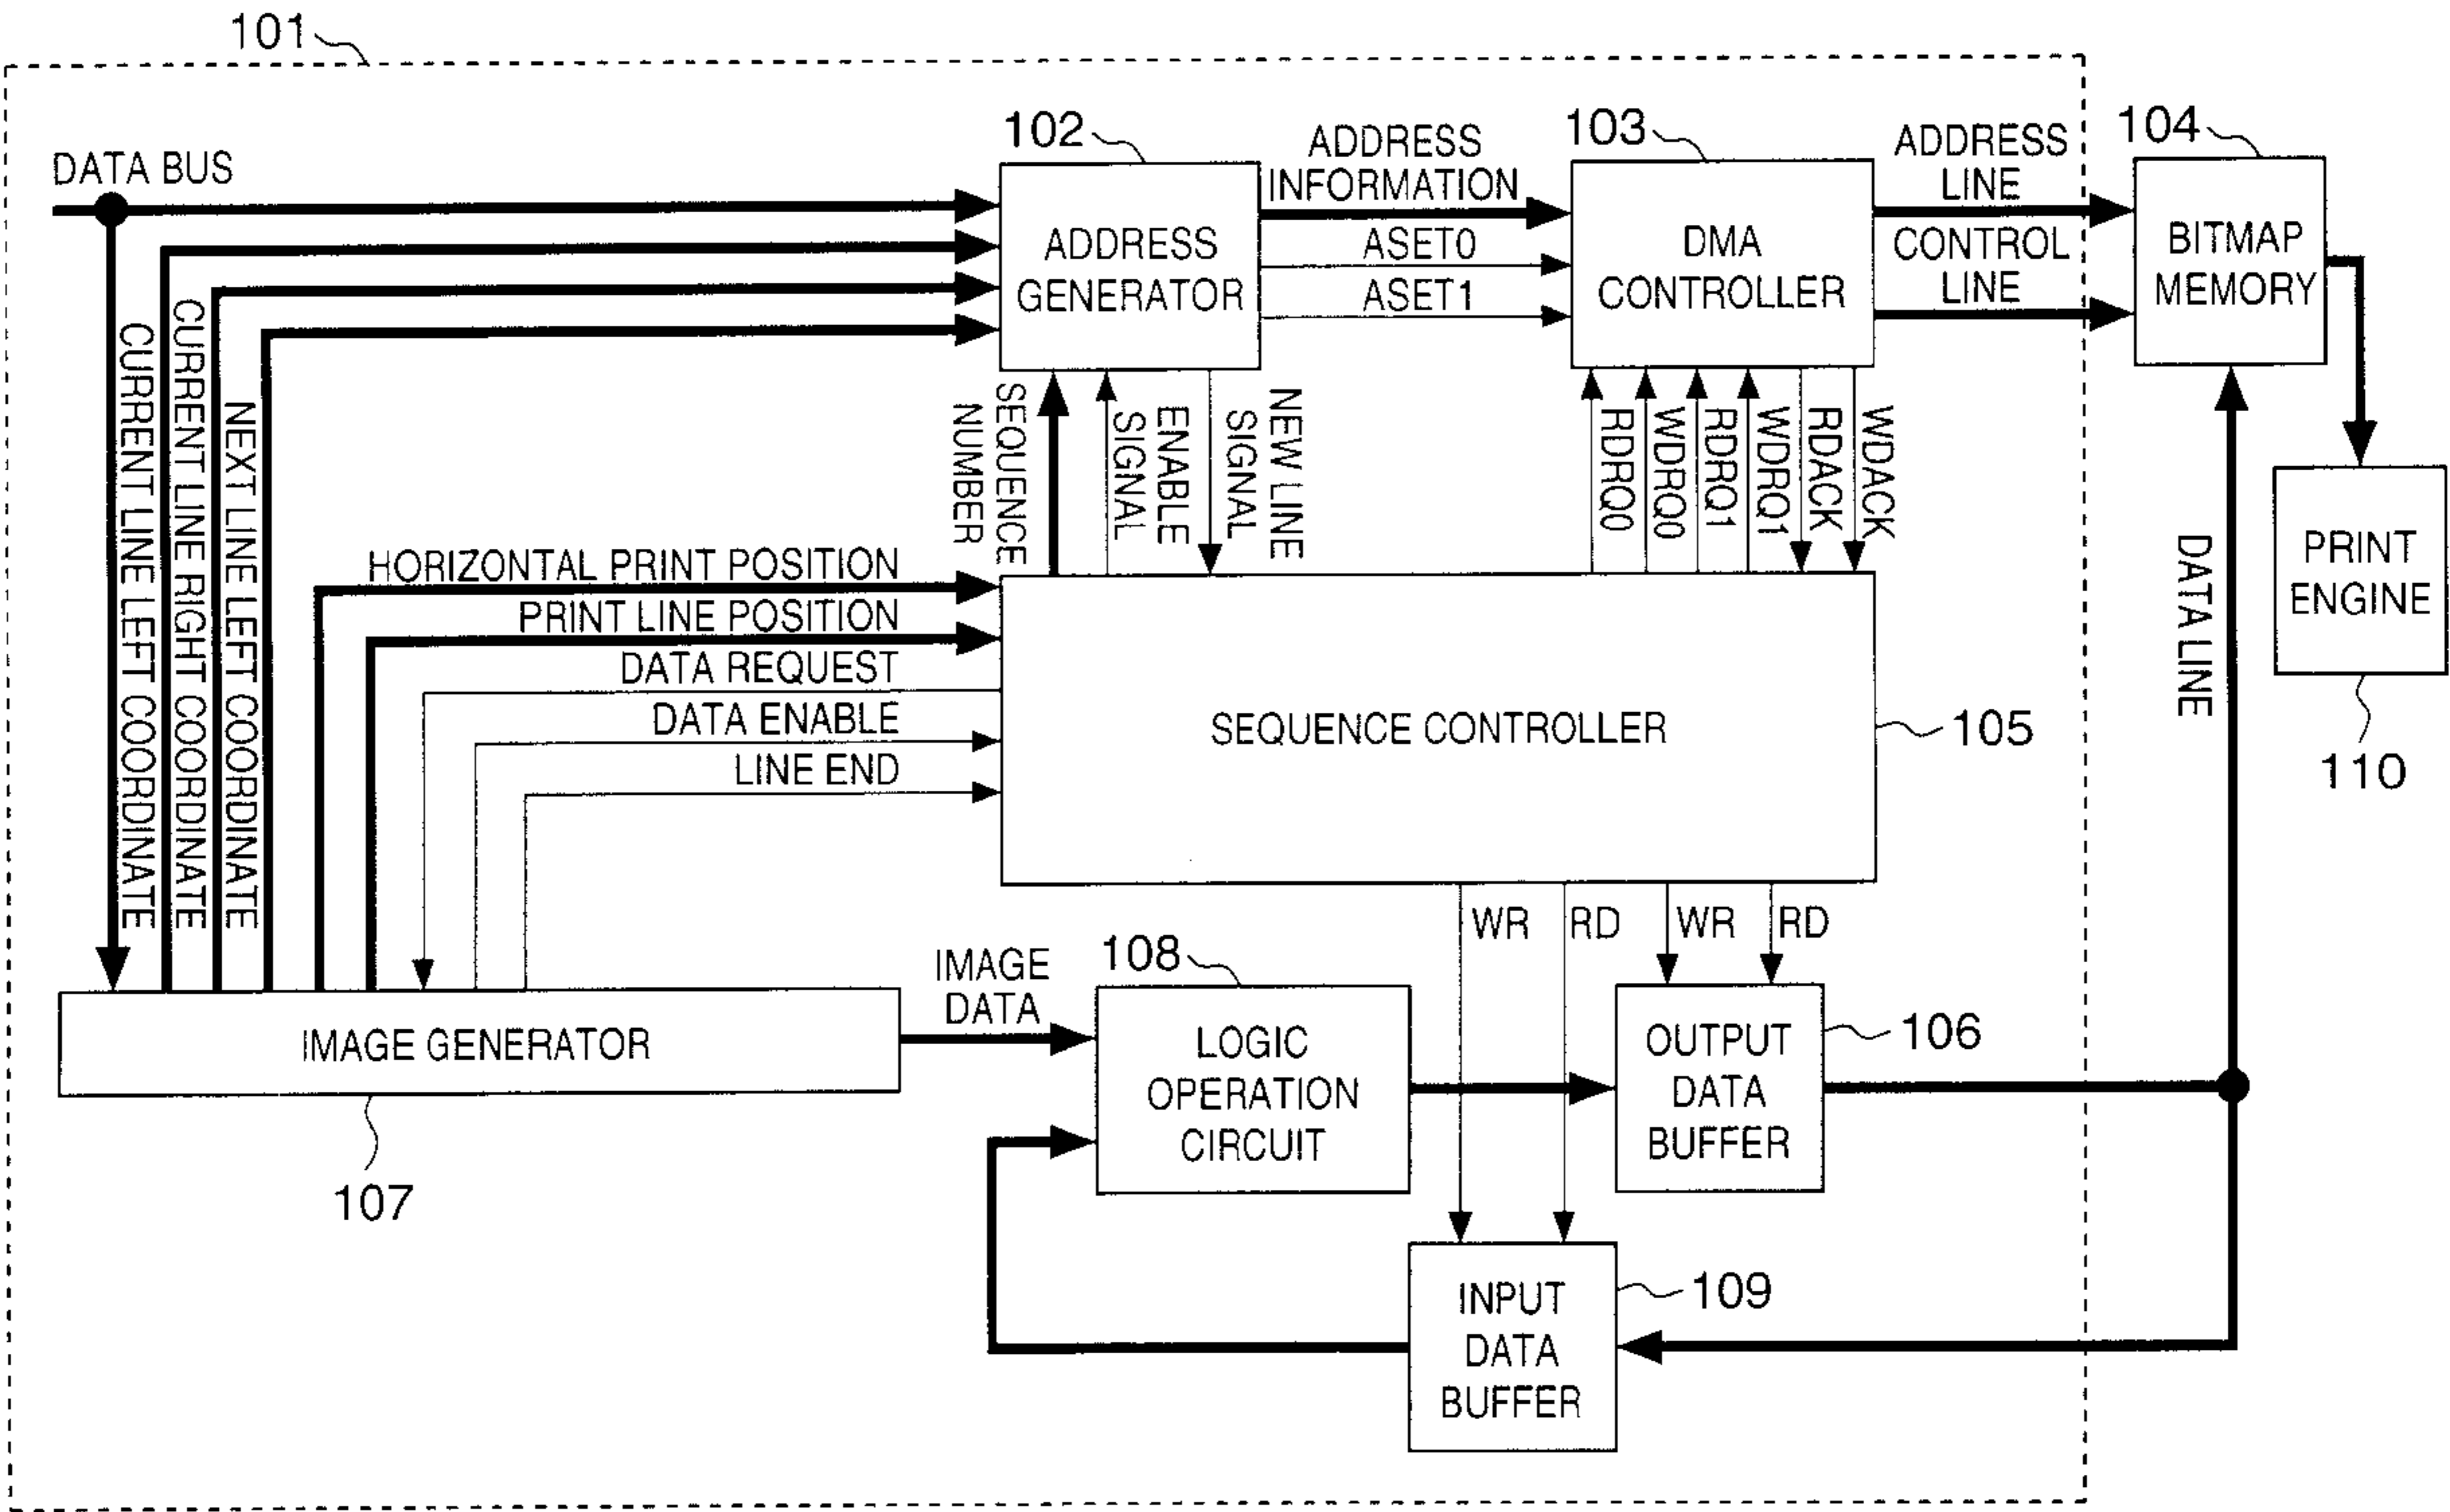 101
DATA BUS
102
ADDRESS
GENERATOR
ADDRESS
INFORMATION
ASET0
ASET1
103
DMA
CONTROLLER
ADDRESS
LINE
CONTROL
LINE
104
BITMAP
MEMORY
CURRENT LINE LEFT COORDINATE
CURRENT LINE RIGHT COORDINATE
NEXT LINE LEFT COORDINATE
SEQUENCE
NUMBER
ENABLE
SIGNAL
NEW LINE
SIGNAL
RDRQ0
WDRQ0
RDRQ1
WDRQ1
RDACK
WDACK
DATA LINE
PRINT
ENGINE
110
HORIZONTAL PRINT POSITION
PRINT LINE POSITION
DATA REQUEST
DATA ENABLE
LINE END
SEQUENCE CONTROLLER
105
WR
RD
WR
RD
IMAGE GENERATOR
107
IMAGE
DATA
108
LOGIC
OPERATION
CIRCUIT
OUTPUT
DATA
BUFFER
106
INPUT
DATA
BUFFER
109